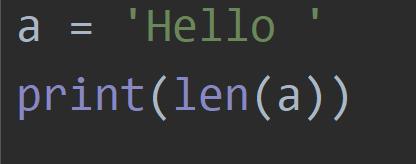 a = 'Hello '
print(len(a))